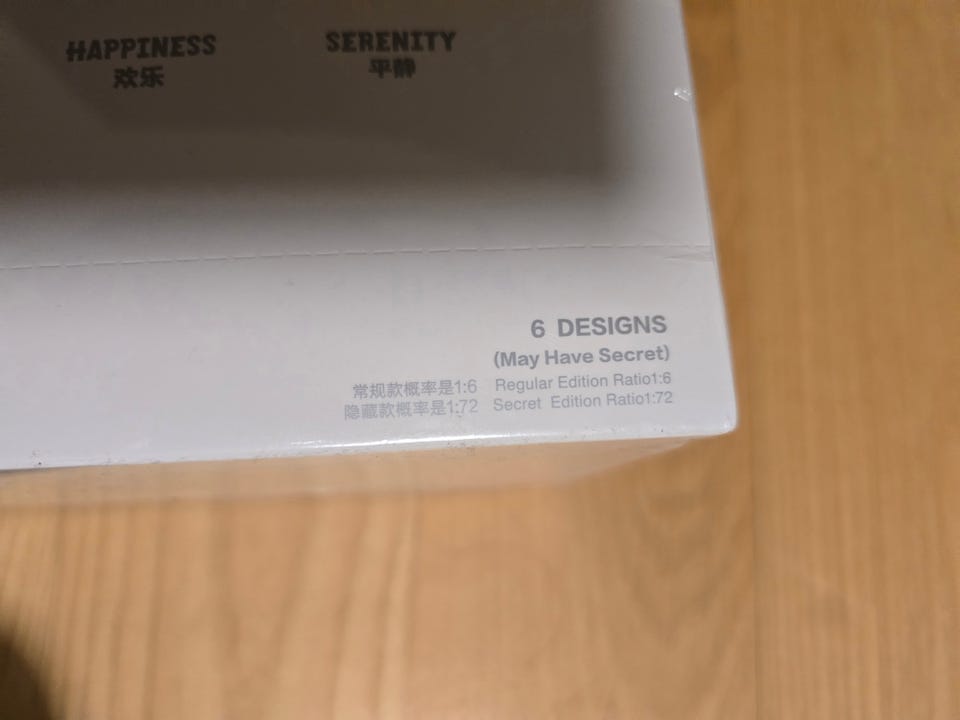 HAPPINESS SERENITY
欢乐 平静
6 DESIGNS
(May Have Secret)
常规款概率是1:6 Regular Edition Ratio1:6
隐藏款概率是1:72 Secret Edition Ratio1:72